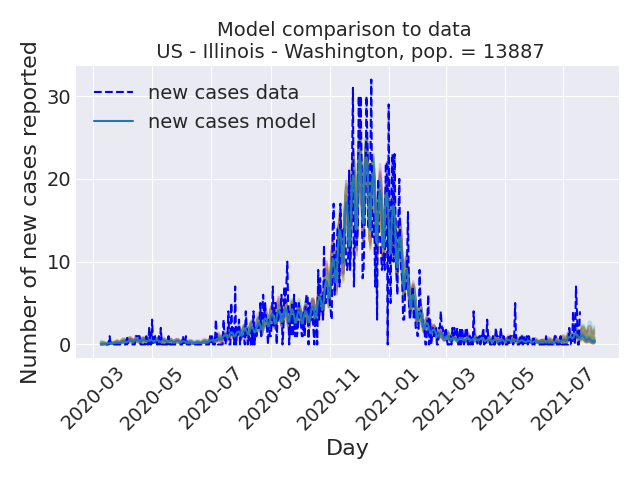 Model comparison to data
US - Illinois - Washington, pop. = 13887
Number of new cases reported
30
20
10
0
new cases data
new cases model
2020-03
2020-05
2020-07
2020-09
2020-11
2021-01
2021-03
2021-05
2021-07
Day